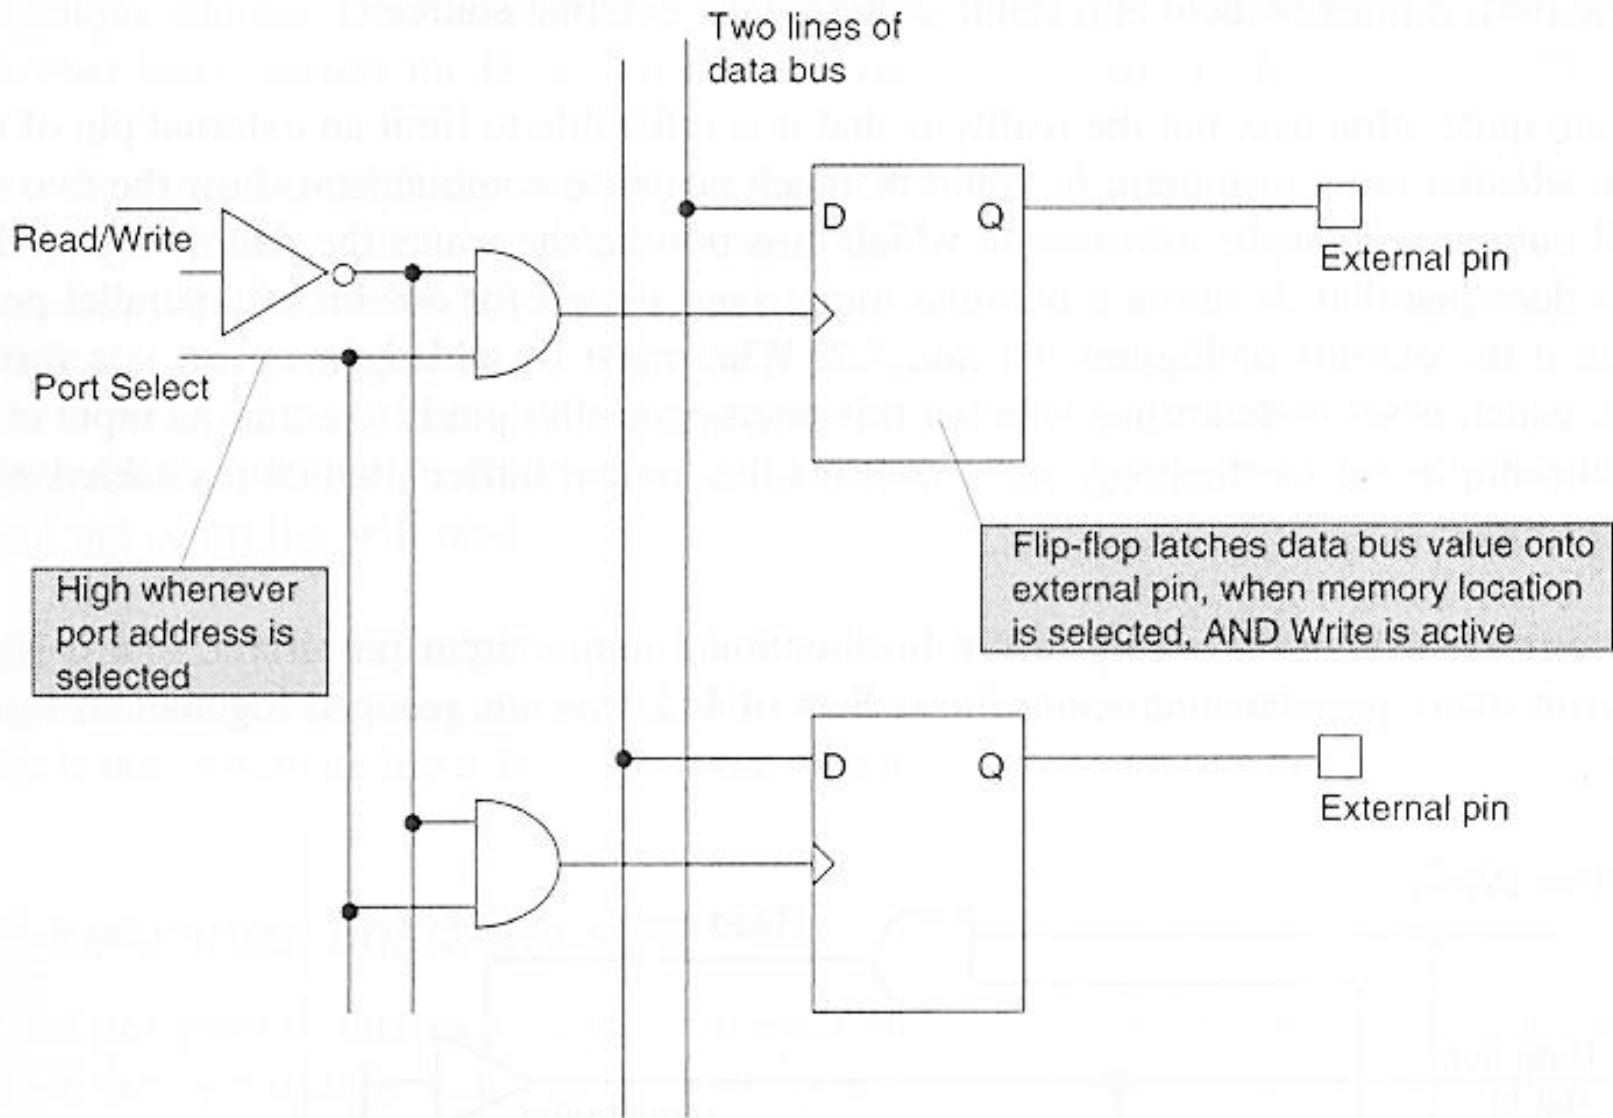 Two lines of
data bus
Read/Write
D
Q
External pin
Port Select
High whenever
port address is
selected
Flip-flop latches data bus value onto
external pin, when memory location
is selected, AND Write is active
D
Q
External pin